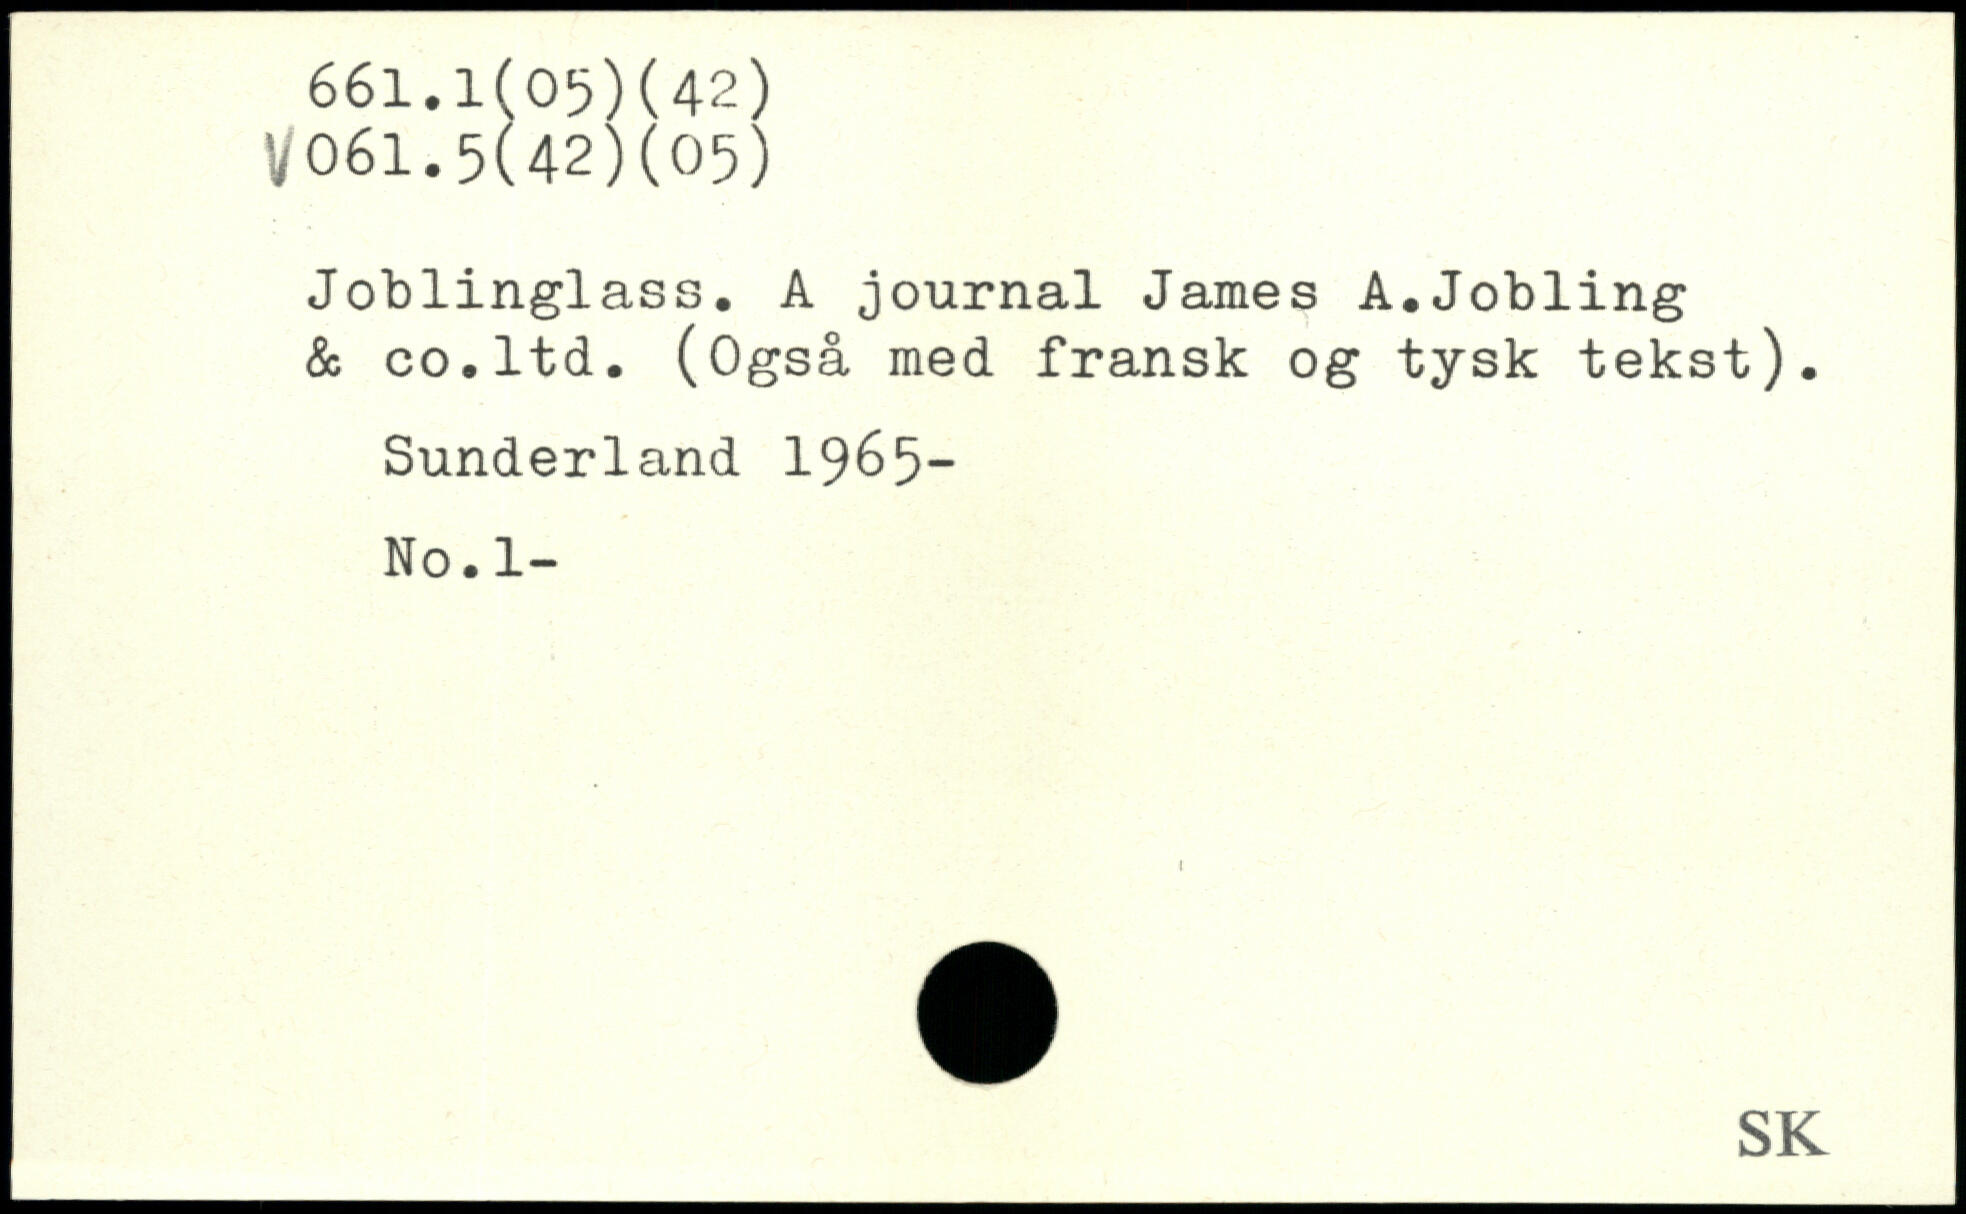 661.1(05)(42)
V061.5(42)(05)
Joblinglass. A journal James A.Jobling
& co.ltd. (Også med fransk og tysk tekst).
Sunderland 1965-
No.1-
SK